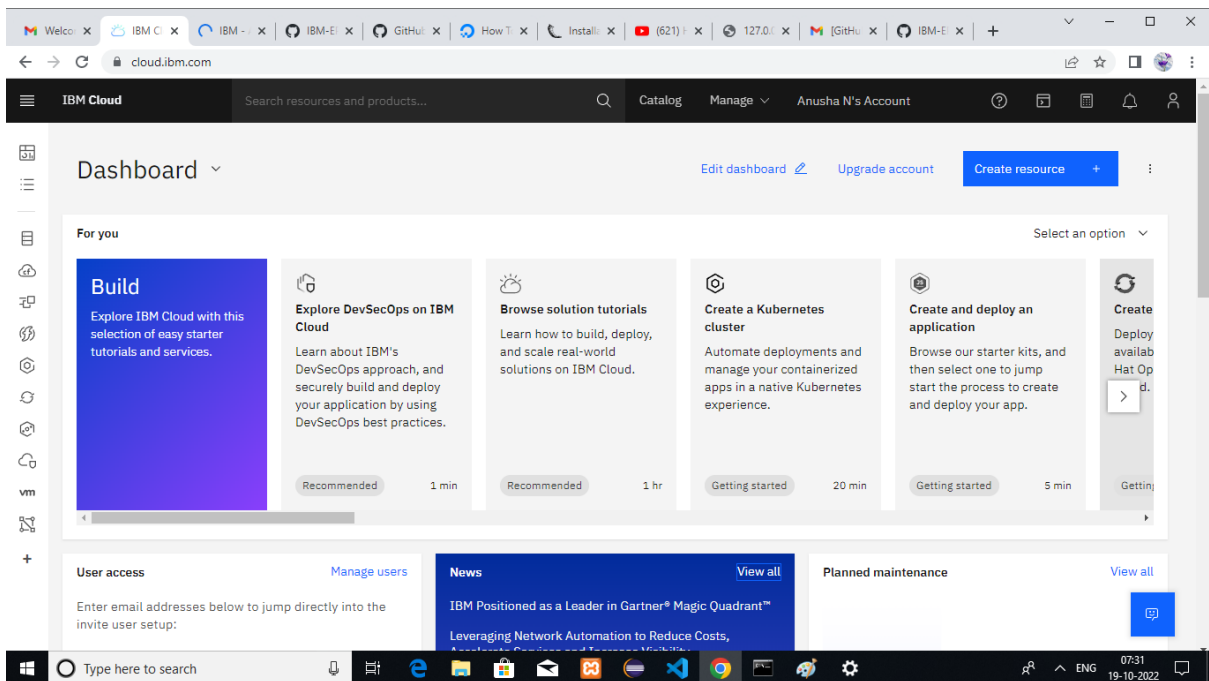 Welco
IBM Cl
IBM -
IBM-E
GitHub
How T
Install
(621)
127.0.
[GitHu
IBM-E
cloud.ibm.com
IBM Cloud
Search resources and products...
Catalog
Manage
Anusha N's Account
Dashboard
Edit dashboard
Upgrade account
Create resource +
For you
Select an option
Build
Explore IBM Cloud with this
selection of easy starter
tutorials and services.
Explore DevSecOps on IBM
Cloud
Learn about IBM's
DevSecOps approach, and
securely build and deploy
your application by using
DevSecOps best practices.
Recommended
1 min
Browse solution tutorials
Learn how to build, deploy,
and scale real-world
solutions on IBM Cloud.
Recommended
1 hr
Create a Kubernetes
cluster
Automate deployments and
manage your containerized
apps in a native Kubernetes
experience.
Getting started
20 min
Create and deploy an
application
Browse our starter kits, and
then select one to jump
start the process to create
and deploy your app.
Getting started
5 min
Create
Deploy
availab
Hat Op
d.
Getting
vm
User access
Manage users
Enter email addresses below to jump directly into the
invite user setup:
News
View all
IBM Positioned as a Leader in Gartner® Magic Quadrant™
Leveraging Network Automation to Reduce Costs,
Accelerate Services and Increase Visibility
Planned maintenance
View all
Type here to search
ENG
07:31
19-10-2022